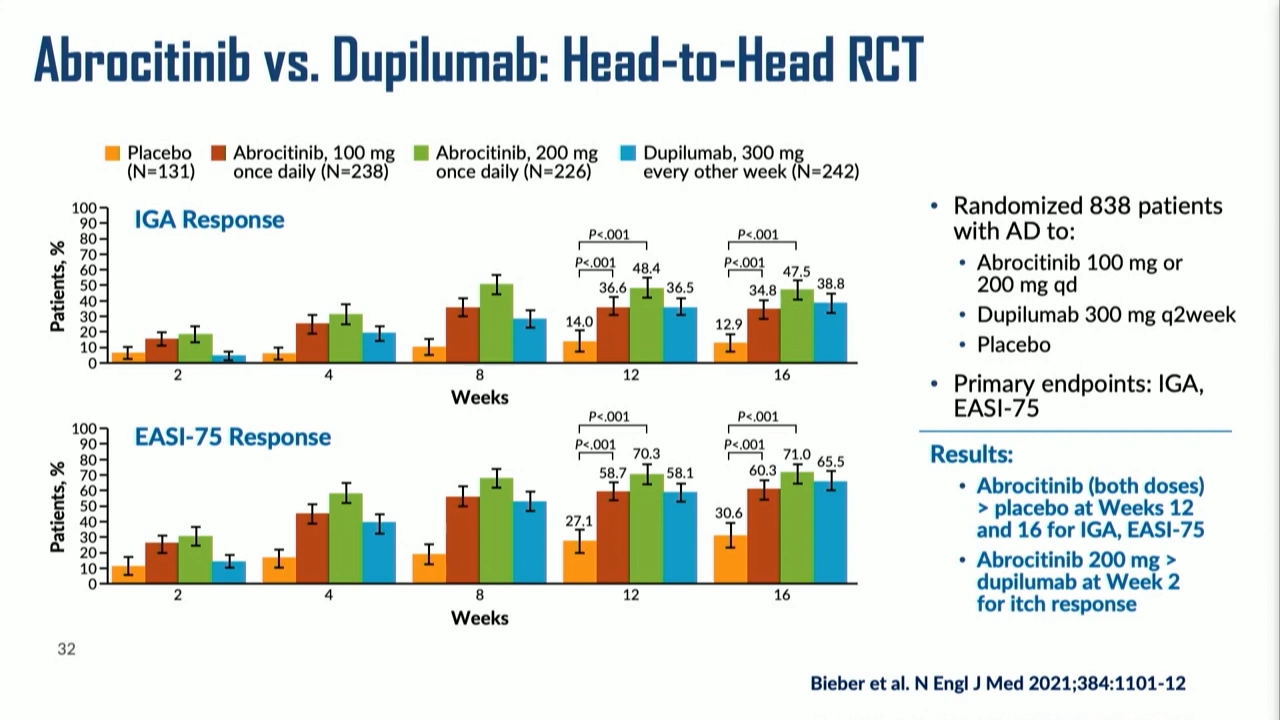 Abrocitinib vs. Dupilumab: Head-to-Head RCT
Placebo
(N=131)
Abrocitinib, 100 mg
once daily (N=238)
Abrocitinib, 200 mg
once daily (N=226)
Dupilumab, 300 mg
every other week (N=242)
IGA Response
Patients, %
100
90
80
70
60
50
40
30
20
10
0
P<.001
P<.001
14.0
36.6
48.4
36.5
P<.001
P<.001
12.9
34.8
47.5
38.8
2
4
8
12
16
Weeks
EASI-75 Response
Patients, %
100
90
80
70
60
50
40
30
20
10
0
P<.001
P<.001
27.1
58.7
70.3
58.1
P<.001
P<.001
30.6
60.3
71.0
65.5
2
4
8
12
16
Weeks
• Randomized 838 patients
with AD to:
• Abrocitinib 100 mg or
200 mg qd
• Dupilumab 300 mg q2week
• Placebo
• Primary endpoints: IGA,
EASI-75
Results:
• Abrocitinib (both doses)
> placebo at Weeks 12
and 16 for IGA, EASI-75
• Abrocitinib 200 mg >
dupilumab at Week 2
for itch response
32
Bieber et al. N Engl J Med 2021;384:1101-12